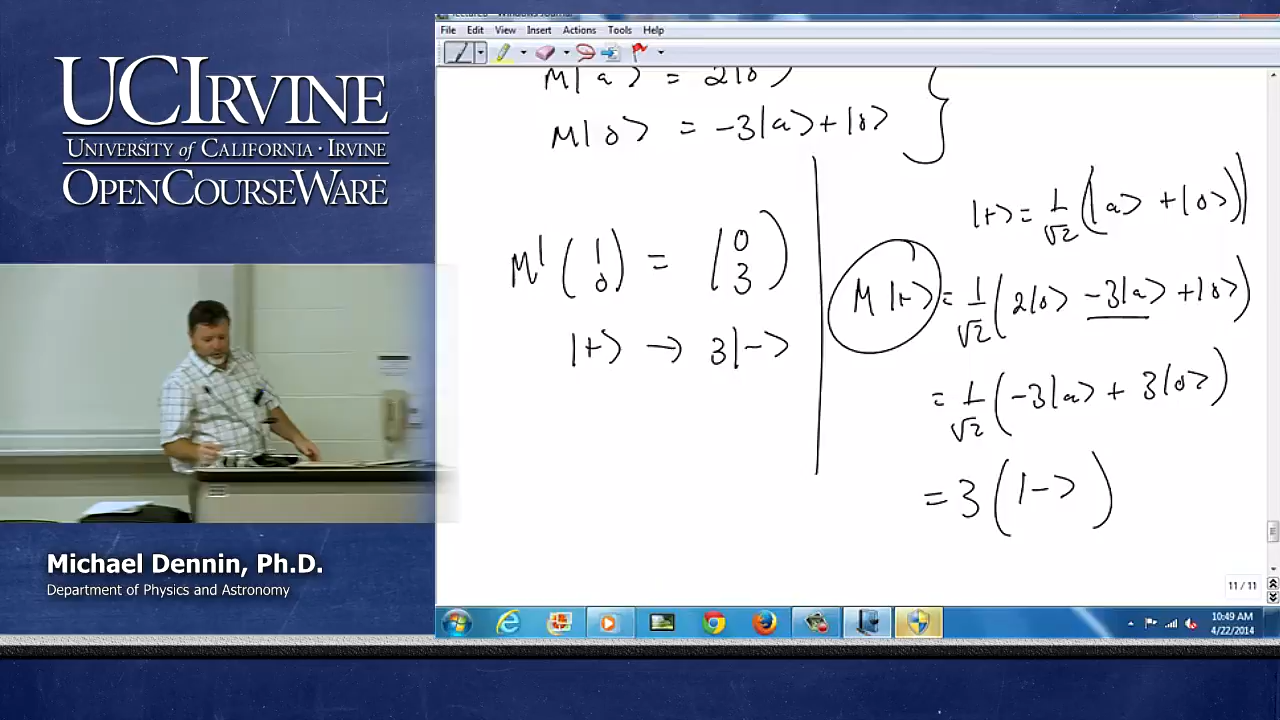 UCIRVINE
UNIVERSITY of CALIFORNIA · IRVINE
OPENCOURSEWARE
Michael Dennin, Ph.D.
Department of Physics and Astronomy
File Edit View Insert Actions Tools Help
M|a> = 2|b>
M|b> = -3|a>+|b>
M' (1 0) = (0 3)
|+> → 3|->
|+> = 1/√2 (|a> +|b>)
M|+> = 1/√2 (2|b> -3|a> +|b>)
= 1/√2 (-3|a> + 3|b>)
= 3(|->)
11 / 11
10:49 AM
4/22/2014